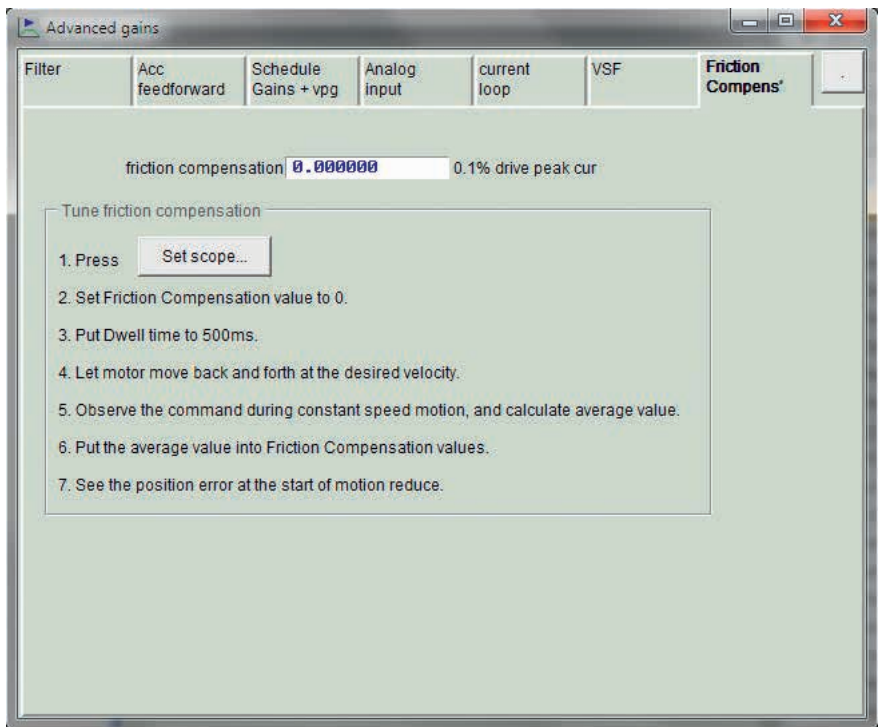 Advanced gains
Filter
Acc
feedforward
Schedule
Gains + vpg
Analog
input
current
loop
VSF
Friction
Compens'
.
friction compensation 0.000000 0.1% drive peak cur
Tune friction compensation
1. Press Set scope...
2. Set Friction Compensation value to 0.
3. Put Dwell time to 500ms.
4. Let motor move back and forth at the desired velocity.
5. Observe the command during constant speed motion, and calculate average value.
6. Put the average value into Friction Compensation values.
7. See the position error at the start of motion reduce.